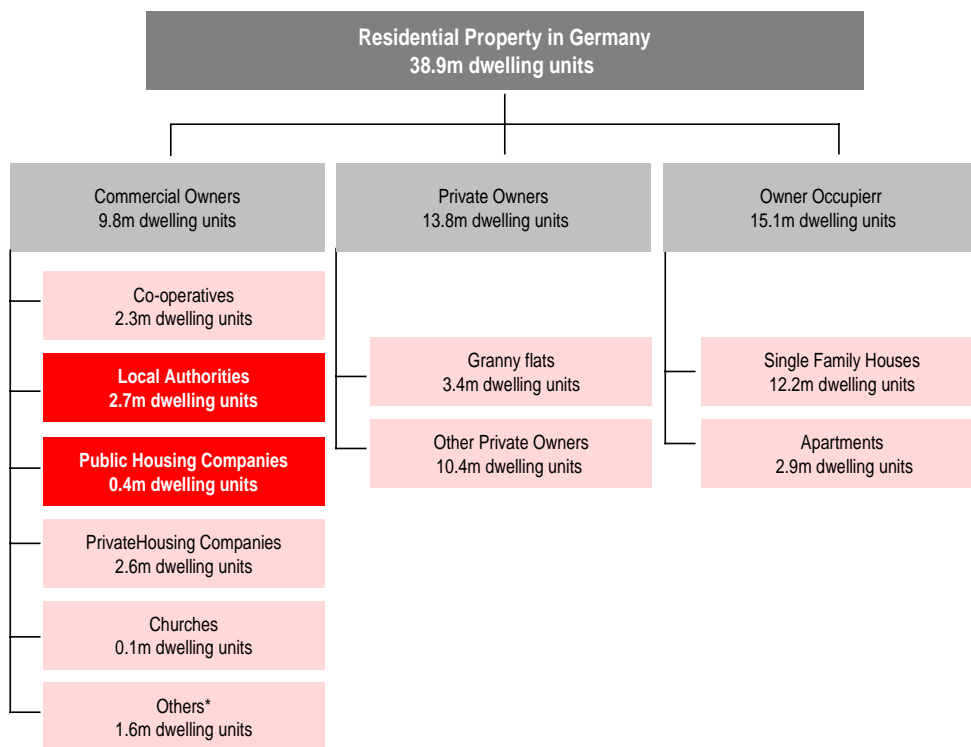 Residential Property in Germany
38.9m dwelling units
Commercial Owners
9.8m dwelling units
Private Owners
13.8m dwelling units
Owner Occupierr
15.1m dwelling units
Co-operatives
2.3m dwelling units
Local Authorities
2.7m dwelling units
Public Housing Companies
0.4m dwelling units
PrivateHousing Companies
2.6m dwelling units
Churches
0.1m dwelling units
Others*
1.6m dwelling units
Granny flats
3.4m dwelling units
Other Private Owners
10.4m dwelling units
Single Family Houses
12.2m dwelling units
Apartments
2.9m dwelling units